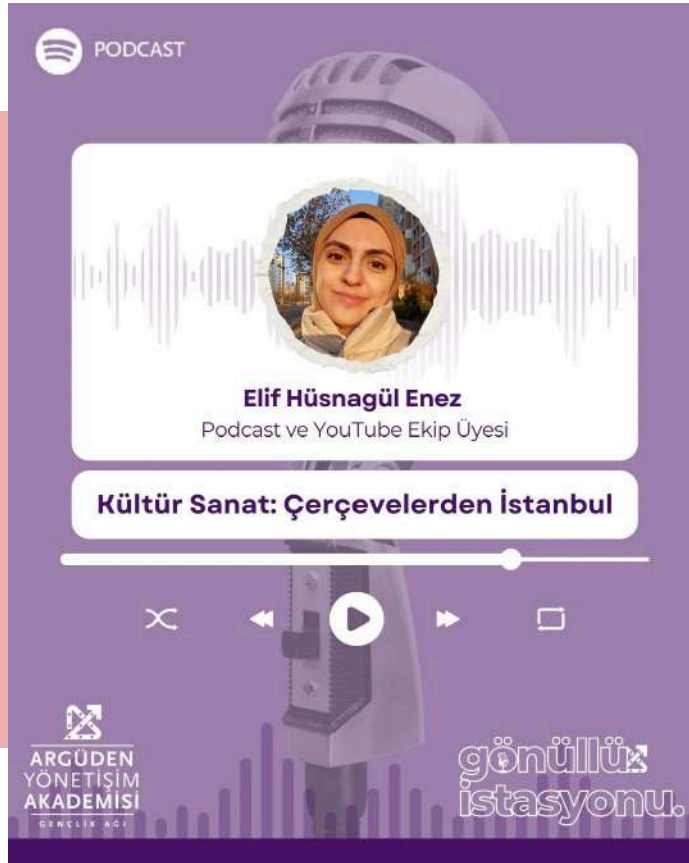 PODCAST
Elif Hüsnagül Enez
Podcast ve YouTube Ekip Üyesi
Kültür Sanat: Çerçevelerden İstanbul
ARGÜDEN
YÖNETİŞİM
AKADEMİSİ
GENÇLİK AĞI
gönüllü
istasyonu.